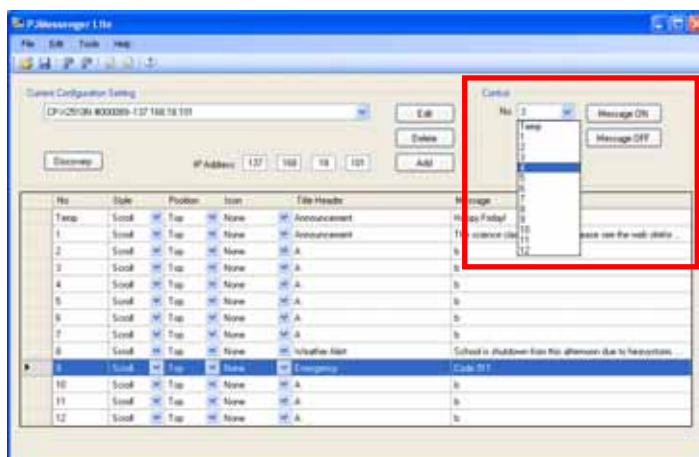 PJMessenger Lite
File Edit Tools Help
Current Configuration Setting
Control
No 3 Message ON
Edit
Temp
Delete
1
Message OFF
2
Discovery IP Address 137 168 18 101 Add
3
4
5
6
7
8
9
10
11
12
No Style Position Icon Title Header Message
Temp Scroll Top None Announcement Happy Friday!
1 Scroll Top None Announcement see the web
2 Scroll Top None A b
3 Scroll Top None A b
4 Scroll Top None A b
5 Scroll Top None A b
6 Scroll Top None A b
7 Scroll Top None A b
8 Scroll Top None Weather Alert School is shutdown from this afternoon due to
9 Scroll Top None Emergency Code 911
10 Scroll Top None A b
11 Scroll Top None A b
12 Scroll Top None A b